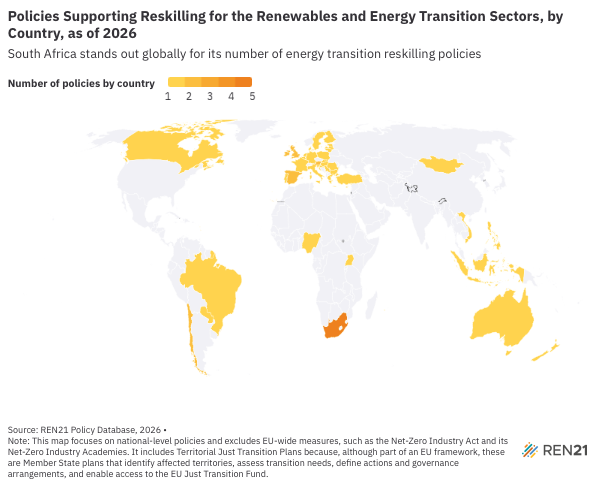 Policies Supporting Reskilling for the Renewables and Energy Transition Sectors, by
Country, as of 2026
South Africa stands out globally for its number of energy transition reskilling policies
Number of policies by country
1 2 3 4 5
Source: REN21 Policy Database, 2026 •
Note: This map focuses on national-level policies and excludes EU-wide measures, such as the Net-Zero Industry Act and its
Net-Zero Industry Academies. It includes Territorial Just Transition Plans because, although part of an EU framework, these
are Member State plans that identify affected territories, assess transition needs, define actions and governance
arrangements, and enable access to the EU Just Transition Fund.
REN21